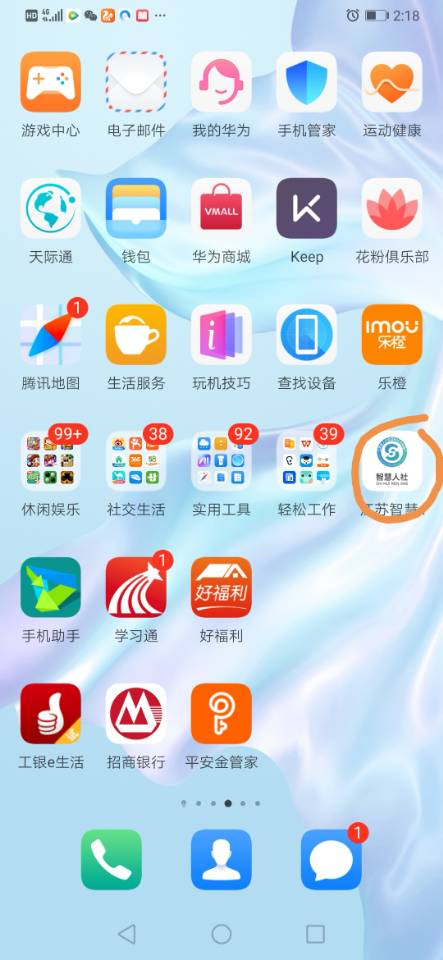 HD 4G 2:18
游戏中心 电子邮件 我的华为 手机管家 运动健康
VMALL
天际通 钱包 华为商城 Keep 花粉俱乐部
1 imou 乐橙
腾讯地图 生活服务 玩机技巧 查找设备 乐橙
99+ 38 92 39 智慧人社
休闲娱乐 社交生活 实用工具 轻松工作 江苏智慧
1 好福利
手机助手 学习通 好福利
工银e生活 招商银行 平安金管家
1